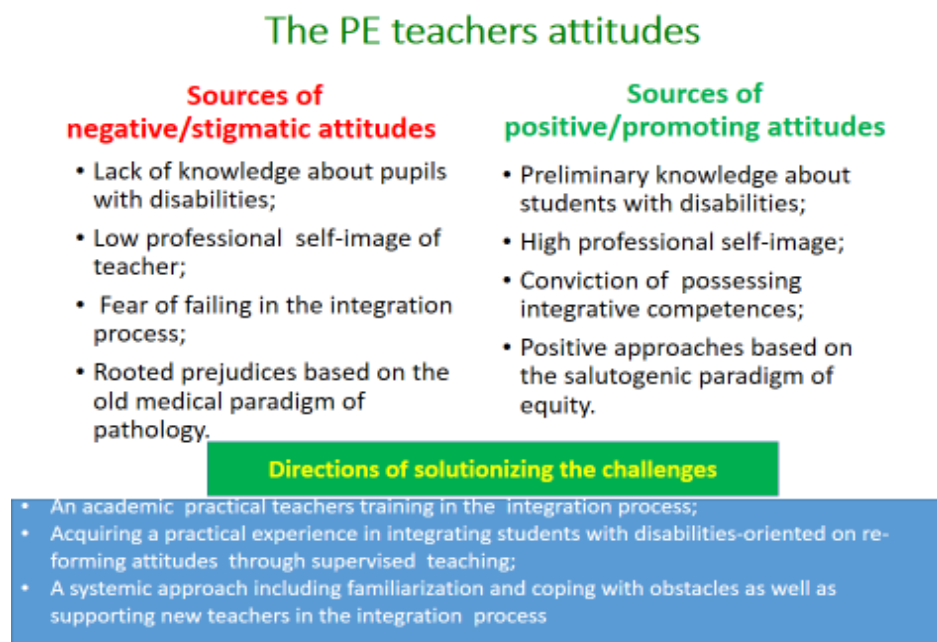 The PE teachers attitudes
Sources of
negative/stigmatic attitudes
• Lack of knowledge about pupils
with disabilities;
• Low professional self-image of
teacher;
• Fear of failing in the integration
process;
• Rooted prejudices based on the
old medical paradigm of
pathology.
Sources of
positive/promoting attitudes
• Preliminary knowledge about
students with disabilities;
• High professional self-image;
• Conviction of possessing
integrative competences;
• Positive approaches based on
the salutogenic paradigm of
equity.
Directions of solutionizing the challenges
• An academic practical teachers training in the integration process;
• Acquiring a practical experience in integrating students with disabilities-oriented on re-
forming attitudes through supervised teaching;
• A systemic approach including familiarization and coping with obstacles as well as
supporting new teachers in the integration process